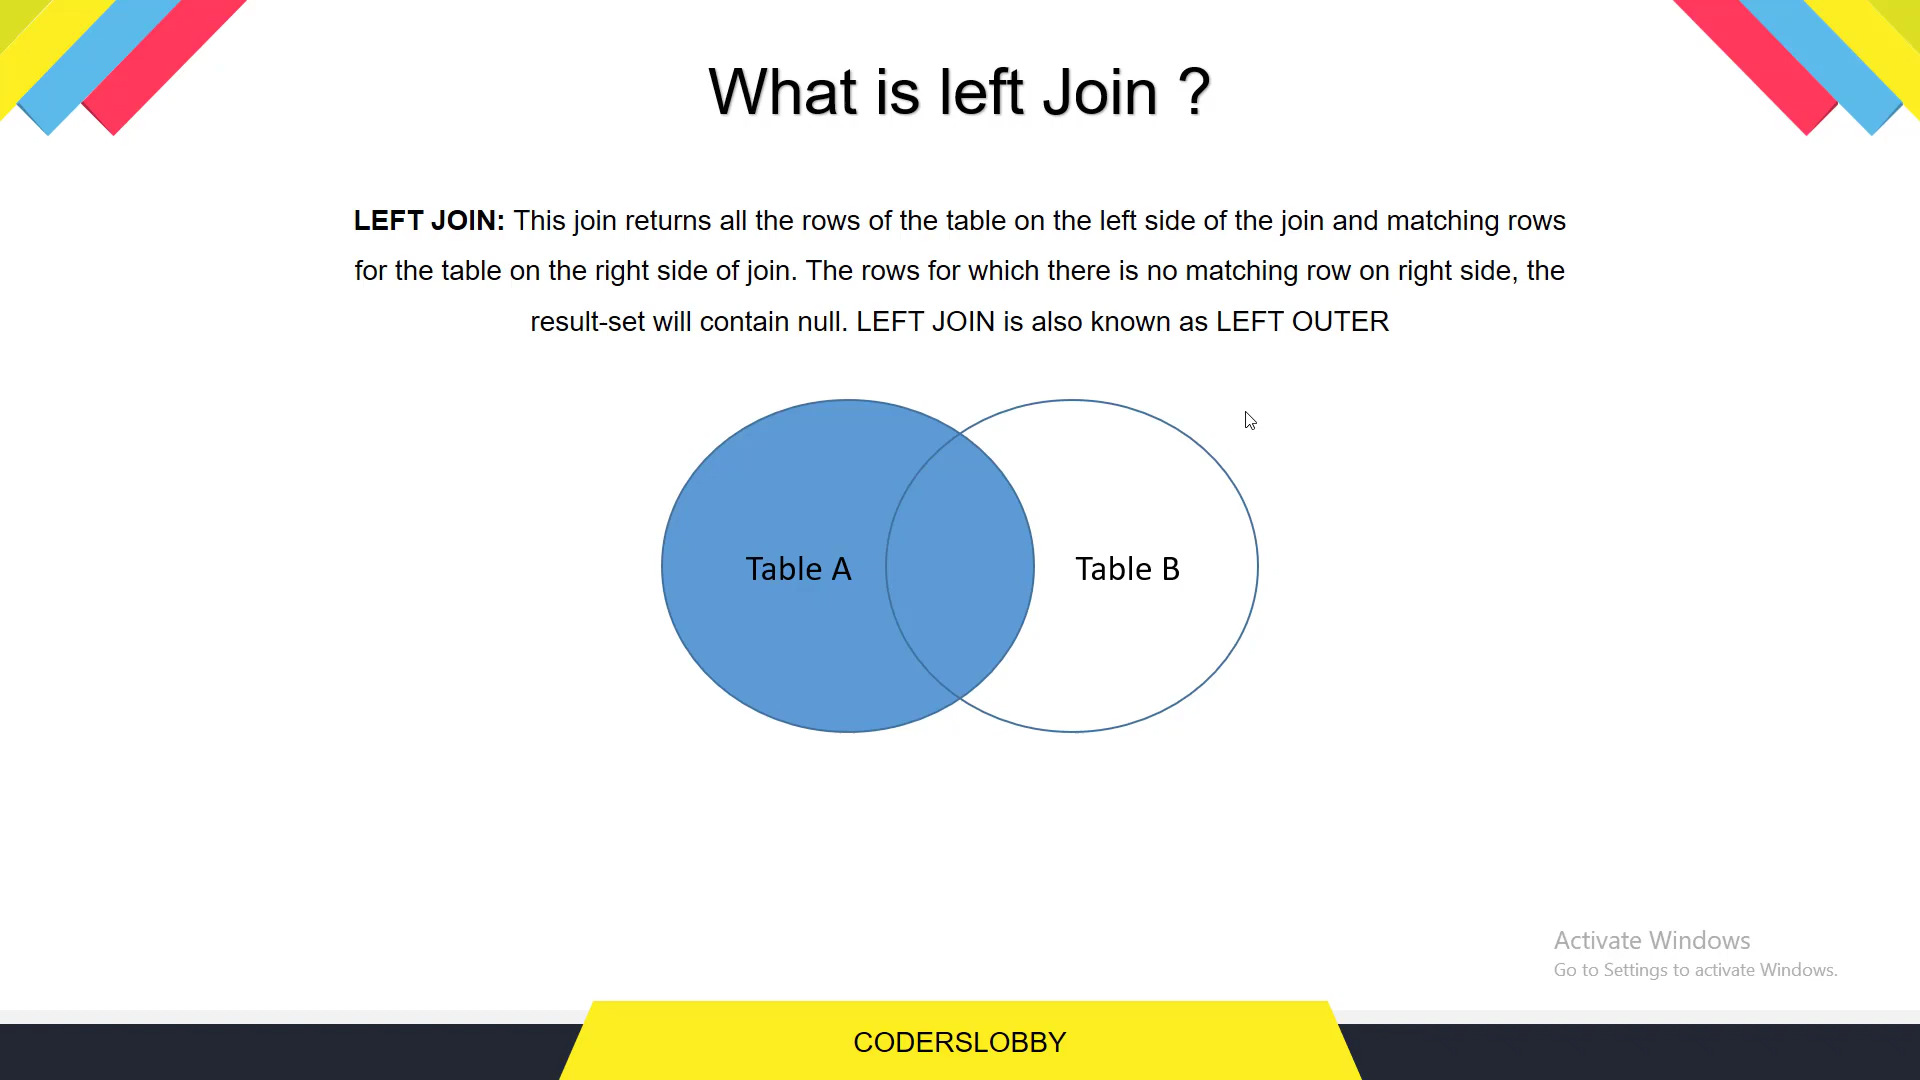 What is left Join ?
LEFT JOIN: This join returns all the rows of the table on the left side of the join and matching rows
for the table on the right side of join. The rows for which there is no matching row on right side, the
result-set will contain null. LEFT JOIN is also known as LEFT OUTER
Table A
Table B
Activate Windows
Go to Settings to activate Windows.
CODERSLOBBY